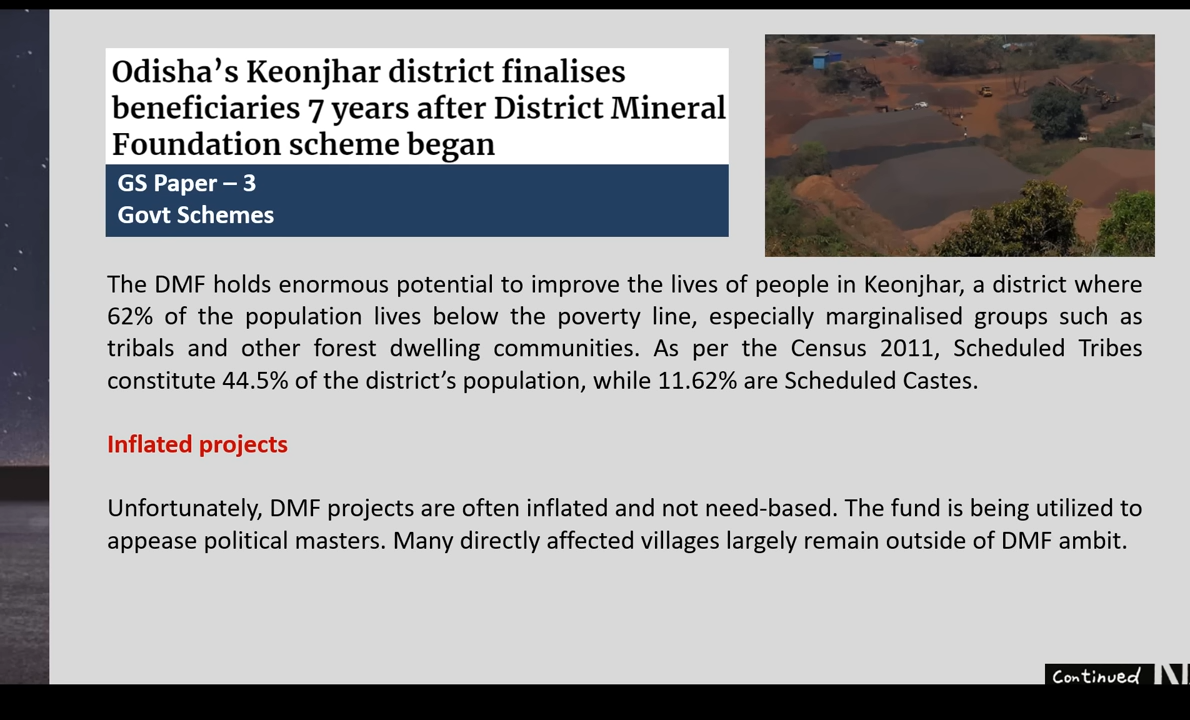 Odisha’s Keonjhar district finalises
beneficiaries 7 years after District Mineral
Foundation scheme began
GS Paper – 3
Govt Schemes
The DMF holds enormous potential to improve the lives of people in Keonjhar, a district where
62% of the population lives below the poverty line, especially marginalised groups such as
tribals and other forest dwelling communities. As per the Census 2011, Scheduled Tribes
constitute 44.5% of the district’s population, while 11.62% are Scheduled Castes.
Inflated projects
Unfortunately, DMF projects are often inflated and not need-based. The fund is being utilized to
appease political masters. Many directly affected villages largely remain outside of DMF ambit.
Continued